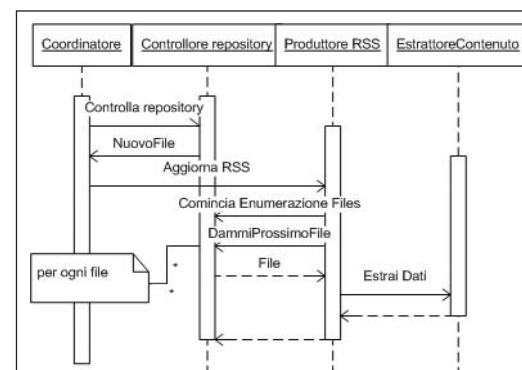 Coordinatore
Controllore repository
Produttore RSS
EstrattoreContenuto
Controlla repository
NuovoFile
Aggiorna RSS
Comincia Enumerazione Files
DammiProssimoFile
per ogni file
*
*
File
Estrai Dati